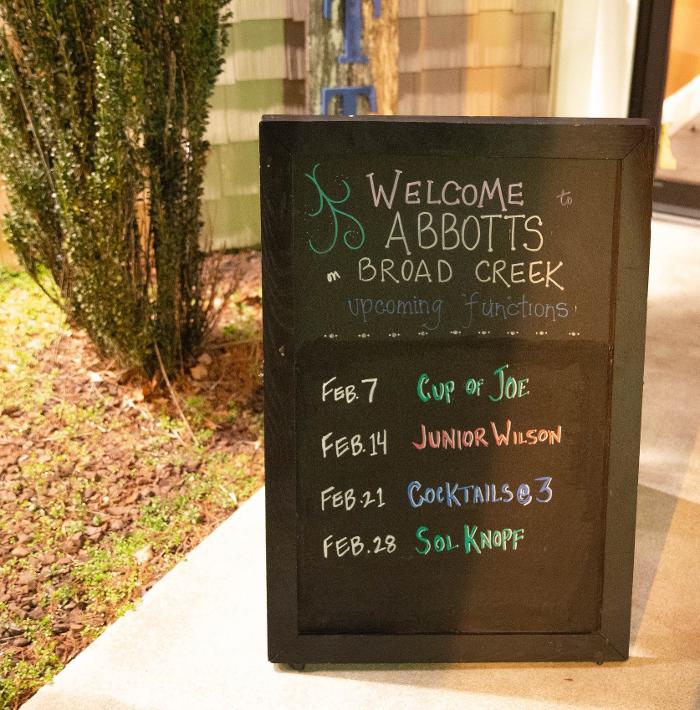 WELCOME to
ABBOTTS
on BROAD CREEK
upcoming functions
FEB. 7 CUP OF JOE
FEB. 14 JUNIOR WILSON
FEB. 21 COCKTAILS @ 3
FEB. 28 SOL KNOPF